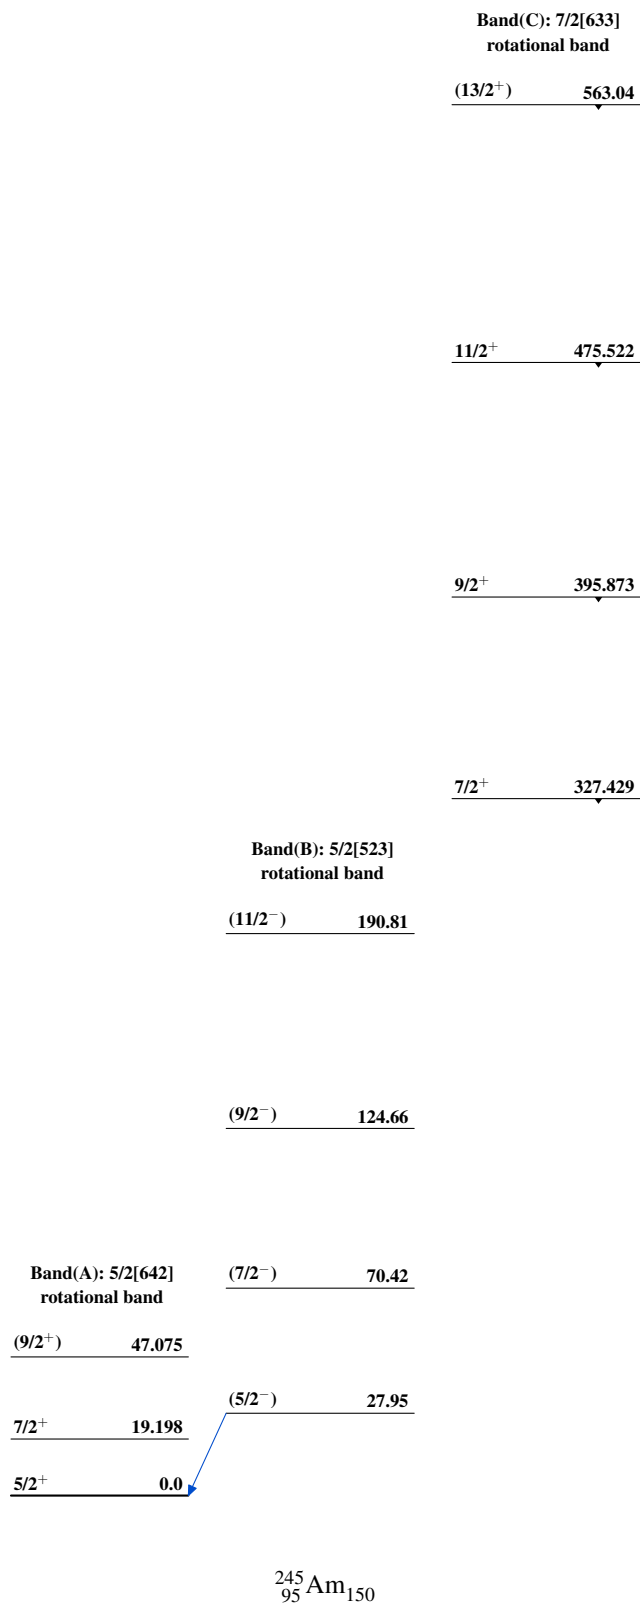 Band(C): 7/2[633]
rotational band
(13/2⁺) 563.04
11/2⁺ 475.522
9/2⁺ 395.873
7/2⁺ 327.429
Band(B): 5/2[523]
rotational band
(11/2⁻) 190.81
(9/2⁻) 124.66
(7/2⁻) 70.42
(5/2⁻) 27.95
Band(A): 5/2[642]
rotational band
(9/2⁺) 47.075
7/2⁺ 19.198
5/2⁺ 0.0
²⁴⁵₉₅Am₁₅₀